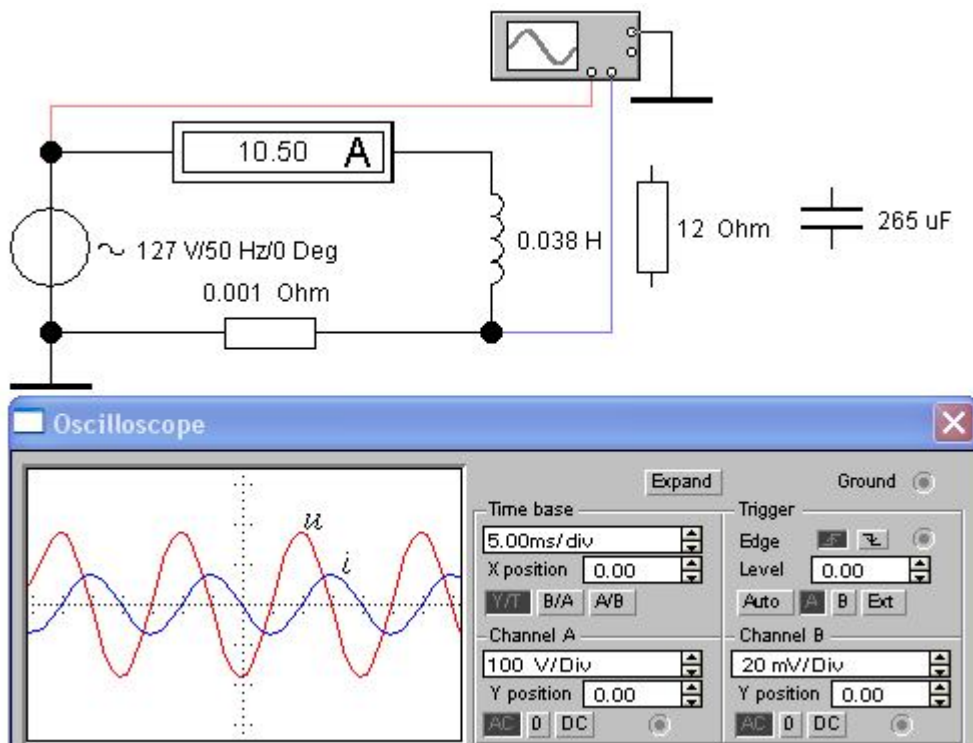 10.50 A
0.038 H
12 Ohm
265 uF
127 V/50 Hz/0 Deg
0.001 Ohm
Oscilloscope
u
i
Expand
Ground
Time base
5.00ms/div
X position 0.00
Y/T B/A A/B
Trigger
Edge
Level 0.00
Auto A B Ext
Channel A
100 V/Div
Y position 0.00
AC 0 DC
Channel B
20 mV/Div
Y position 0.00
AC 0 DC